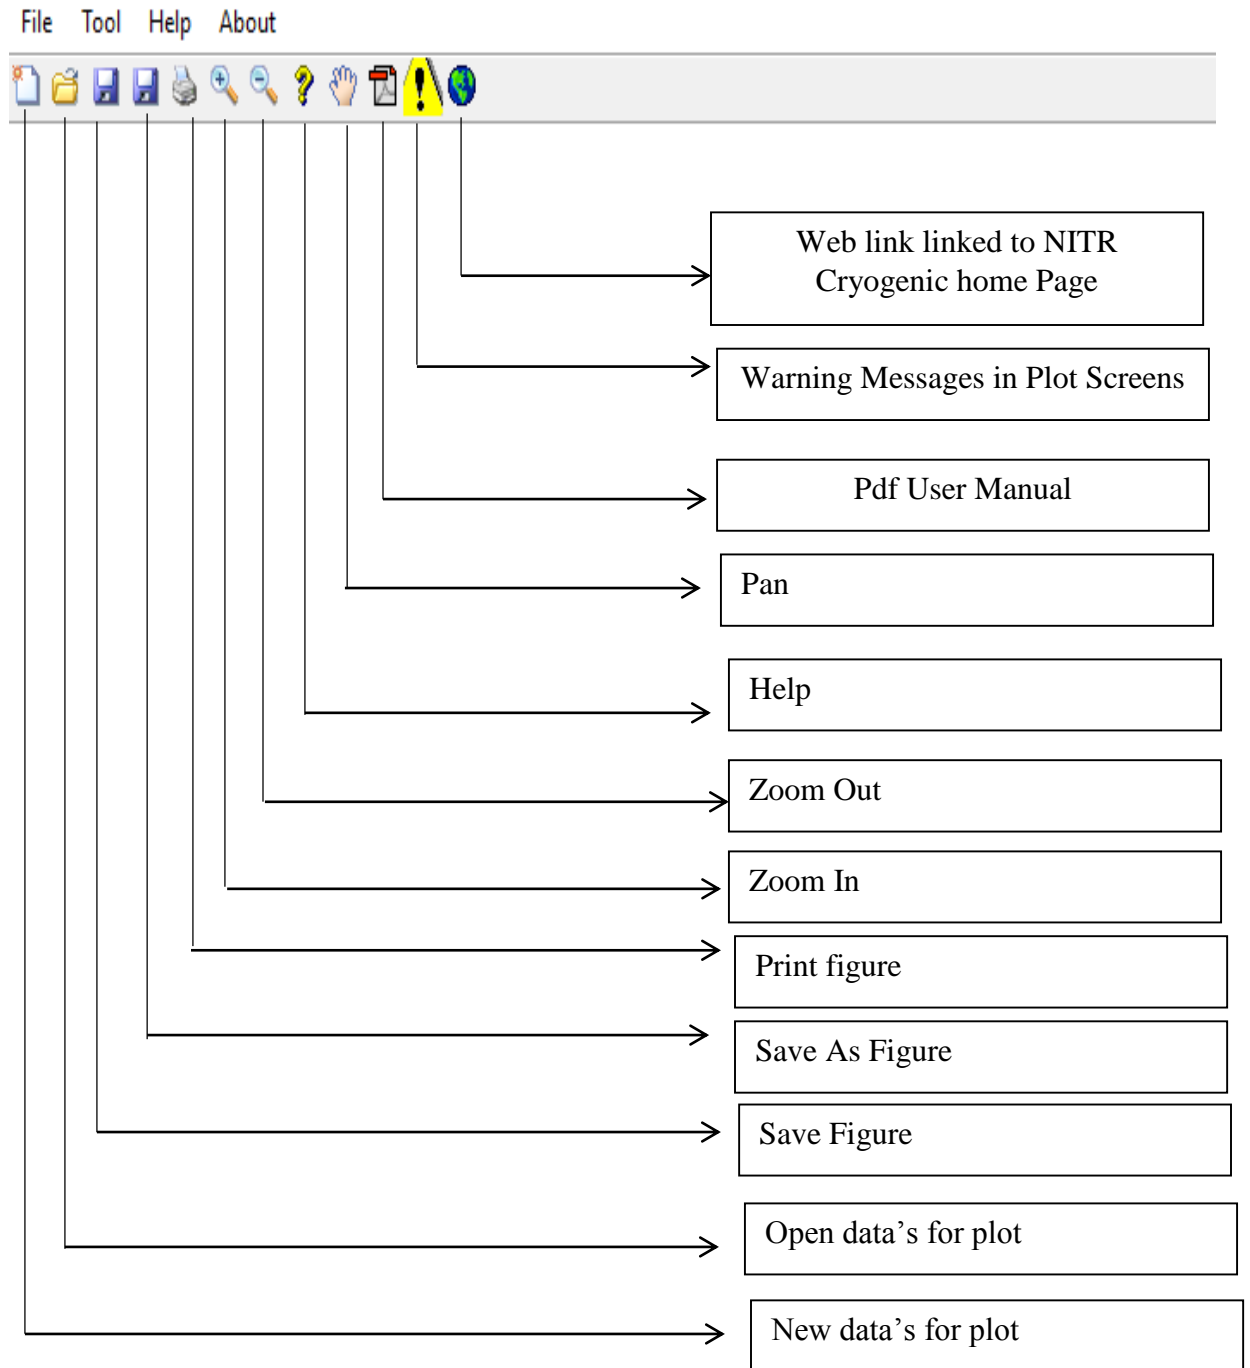 File Tool Help About
Web link linked to NITR
Cryogenic home Page
Warning Messages in Plot Screens
Pdf User Manual
Pan
Help
Zoom Out
Zoom In
Print figure
Save As Figure
Save Figure
Open data’s for plot
New data’s for plot